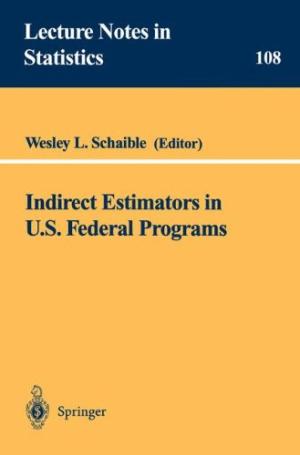 Lecture Notes in
Statistics
108
Wesley L. Schaible (Editor)
Indirect Estimators in
U.S. Federal Programs
Springer